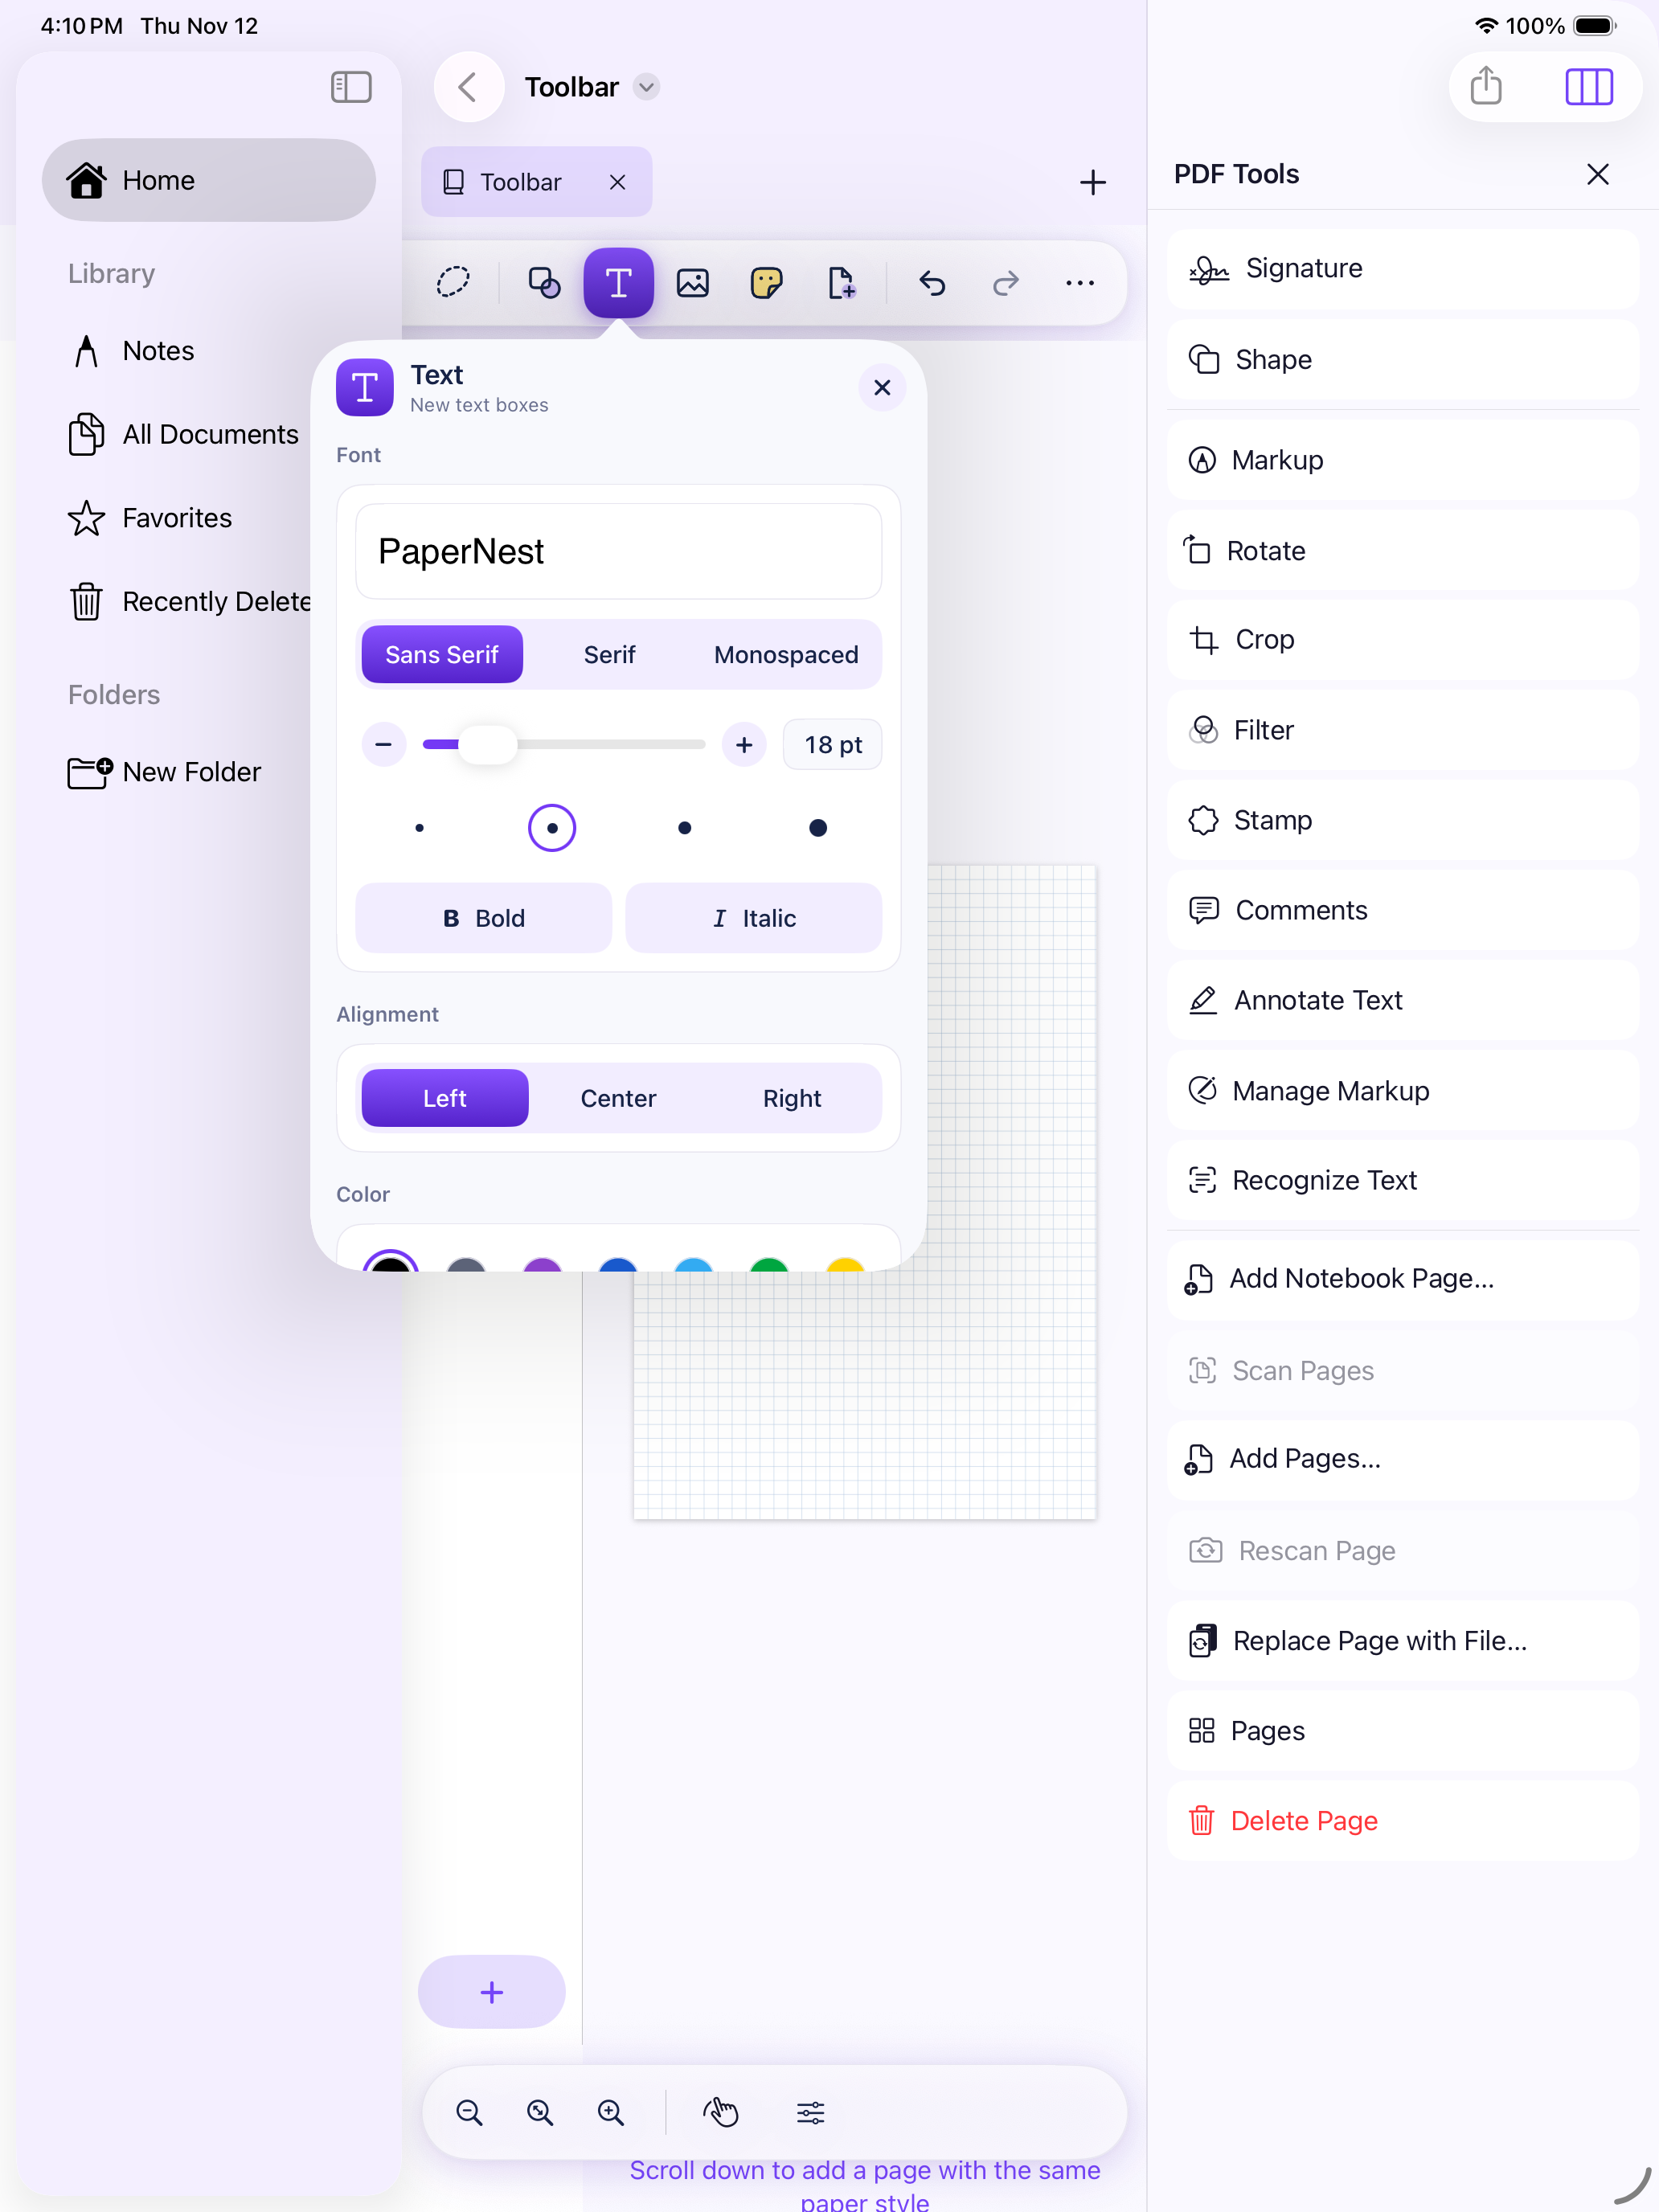 4:10 PM Thu Nov 12
100%
Toolbar
Toolbar
Home
Library
Notes
All Documents
Favorites
Recently Delete
Folders
New Folder
Text
New text boxes
Font
PaperNest
Sans Serif Serif Monospaced
18 pt
B Bold
I Italic
Alignment
Left Center Right
Color
PDF Tools
Signature
Shape
Markup
Rotate
Crop
Filter
Stamp
Comments
Annotate Text
Manage Markup
Recognize Text
Add Notebook Page...
Scan Pages
Add Pages...
Rescan Page
Replace Page with File...
Pages
Delete Page
Scroll down to add a page with the same
paper style